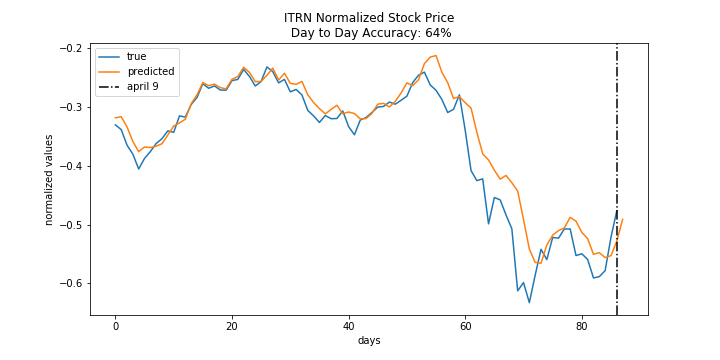 ITRN Normalized Stock Price
Day to Day Accuracy: 64%
true
predicted
april 9
normalized values
−0.2
−0.3
−0.4
−0.5
−0.6
0
20
40
60
80
days